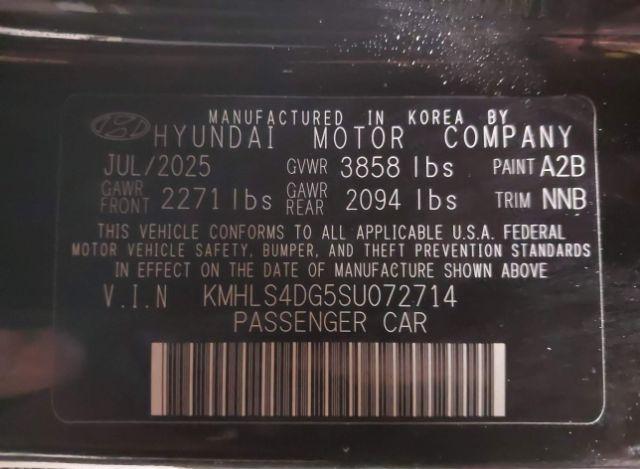 MANUFACTURED IN KOREA BY
HYUNDAI MOTOR COMPANY
JUL/2025 GVWR 3858 lbs PAINT A2B
GAWR FRONT 2271 lbs GAWR REAR 2094 lbs TRIM NNB
THIS VEHICLE CONFORMS TO ALL APPLICABLE U.S.A. FEDERAL
MOTOR VEHICLE SAFETY, BUMPER, AND THEFT PREVENTION STANDARDS
IN EFFECT ON THE DATE OF MANUFACTURE SHOWN ABOVE
V.I.N KMHLS4DG5SU072714
PASSENGER CAR